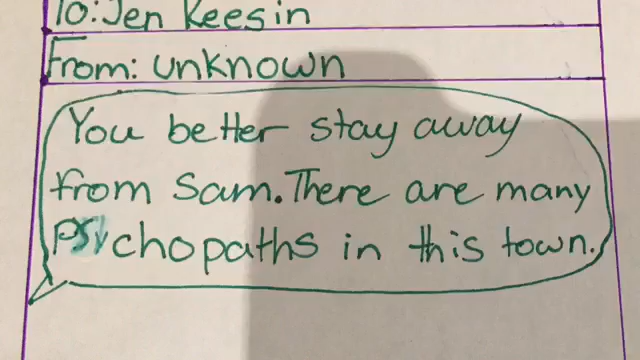 To: Jen Keesin
From: unknown
You better stay away
from Sam. There are many
Psychopaths in this town.